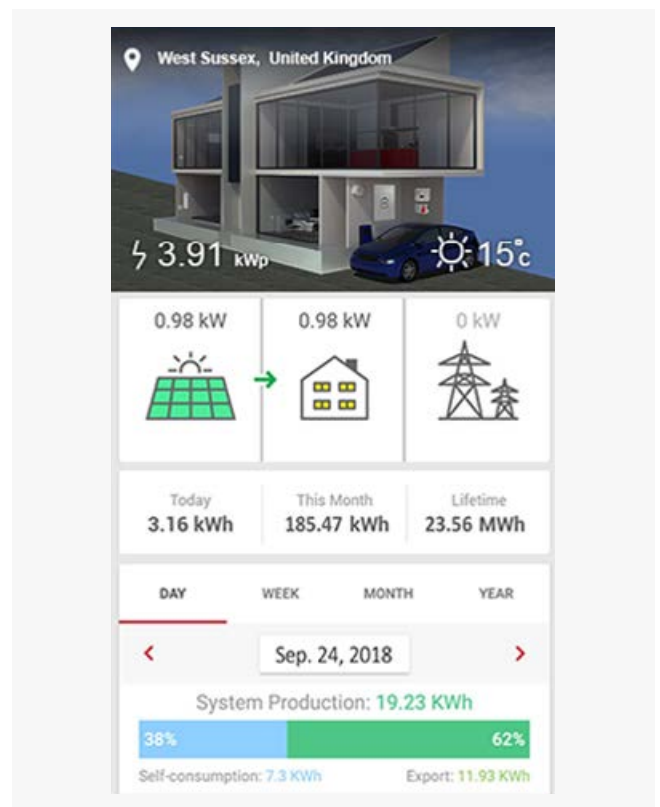 West Sussex, United Kingdom
3.91 kWp
15°c
0.98 kW
0.98 kW
0 kW
Today
This Month
Lifetime
3.16 kWh
185.47 kWh
23.56 MWh
DAY
WEEK
MONTH
YEAR
< Sep. 24, 2018 >
System Production: 19.23 KWh
38%
62%
Self-consumption: 7.3 KWh
Export: 11.93 KWh